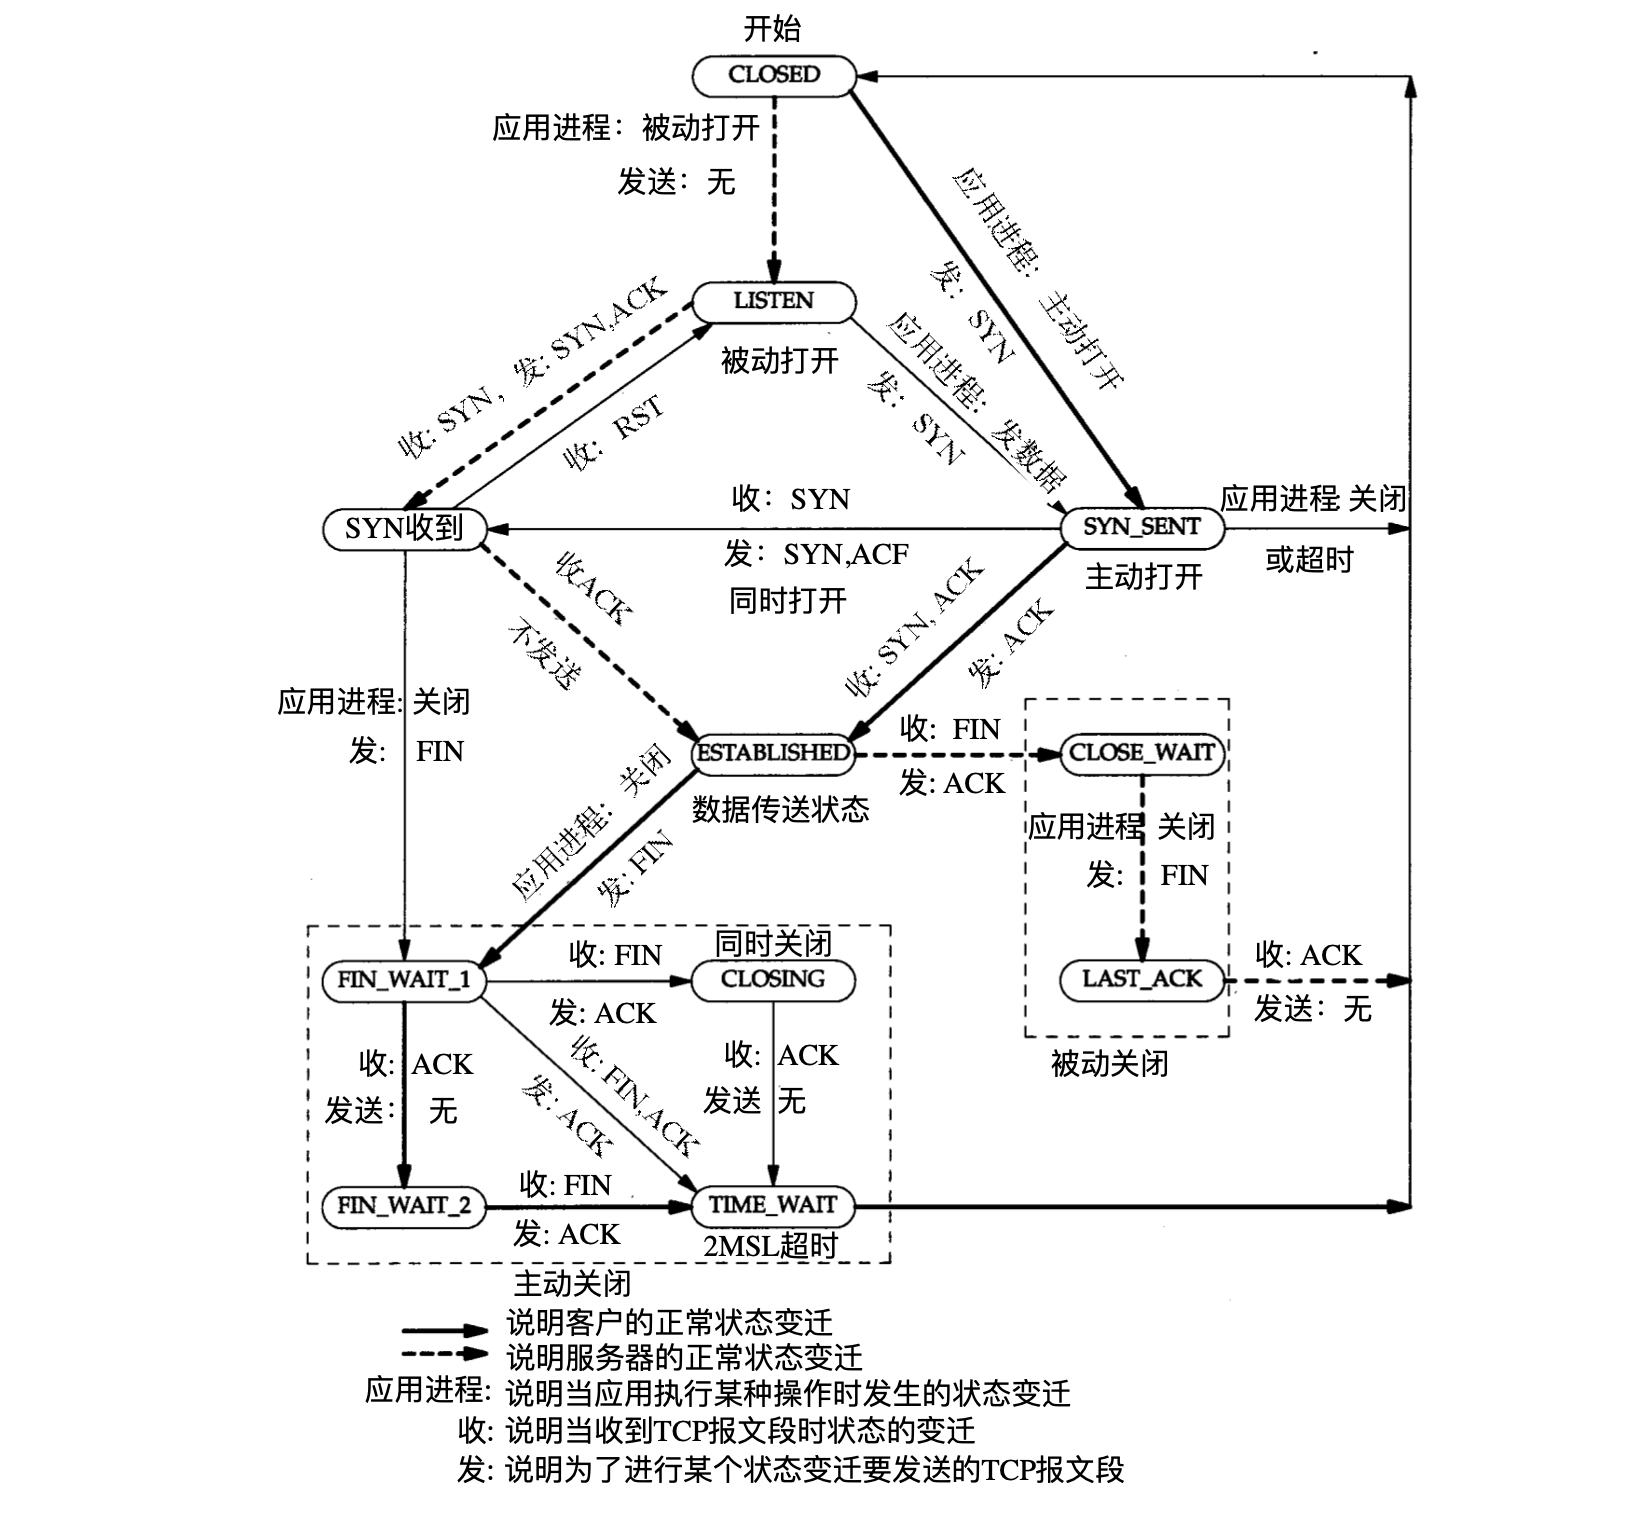 开始
CLOSED
应用进程：被动打开
发送：无
应用进程：主动打开
发：SYN
LISTEN
被动打开
收: SYN，发: SYN,ACK
收：RST
应用进程：发数据
发：SYN
SYN收到
收：SYN
发：SYN,ACF
同时打开
SYN_SENT
主动打开
应用进程 关闭
或超时
收ACK
不发送
收: SYN, ACK
发: ACK
应用进程: 关闭
发: FIN
ESTABLISHED
数据传送状态
收: FIN
发: ACK
CLOSE_WAIT
应用进程 关闭
发: FIN
LAST_ACK
收: ACK
发送：无
被动关闭
应用进程：关闭
发: FIN
FIN_WAIT_1
收: FIN
发: ACK
同时关闭
CLOSING
收: ACK
发送：无
收: FIN,ACK
发: ACK
收: ACK
发送 无
FIN_WAIT_2
收: FIN
发: ACK
TIME_WAIT
2MSL超时
主动关闭
说明客户的正常状态变迁
说明服务器的正常状态变迁
应用进程: 说明当应用执行某种操作时发生的状态变迁
收: 说明当收到TCP报文段时状态的变迁
发: 说明为了进行某个状态变迁要发送的TCP报文段